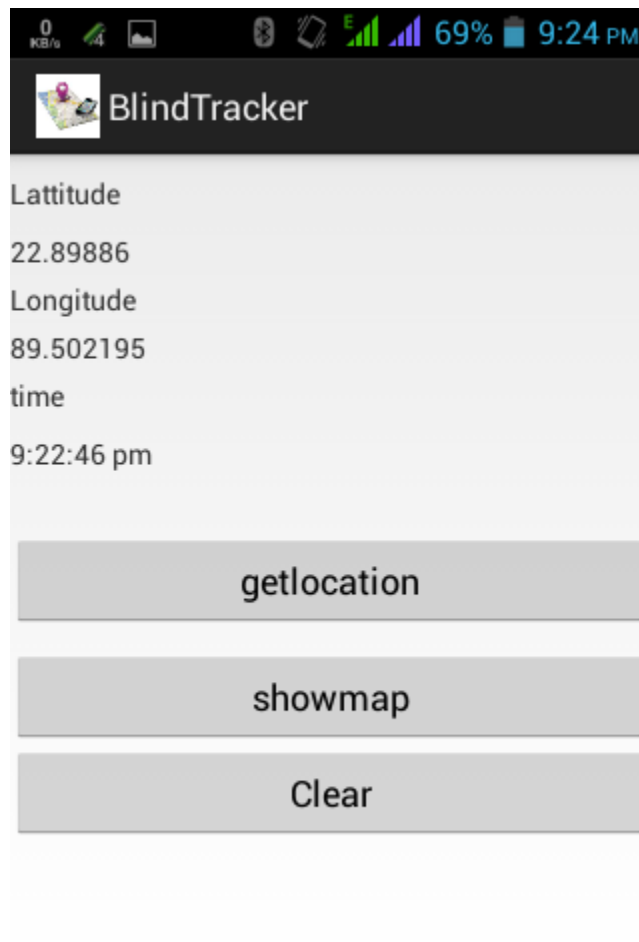 0 KB/s 4 E 69% 9:24 PM
BlindTracker
Lattitude
22.89886
Longitude
89.502195
time
9:22:46 pm
getlocation
showmap
Clear